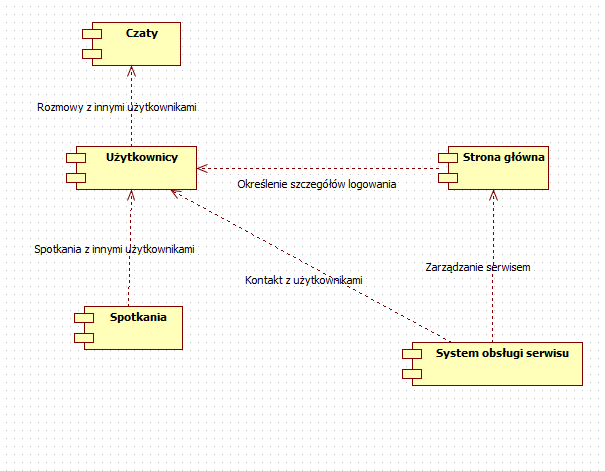 Czaty
Rozmowy z innymi użytkownikami
Użytkownicy
Strona główna
Określenie szczegółów logowania
Spotkania z innymi użytkownikami
Zarządzanie serwisem
Kontakt z użytkownikami
Spotkania
System obsługi serwisu